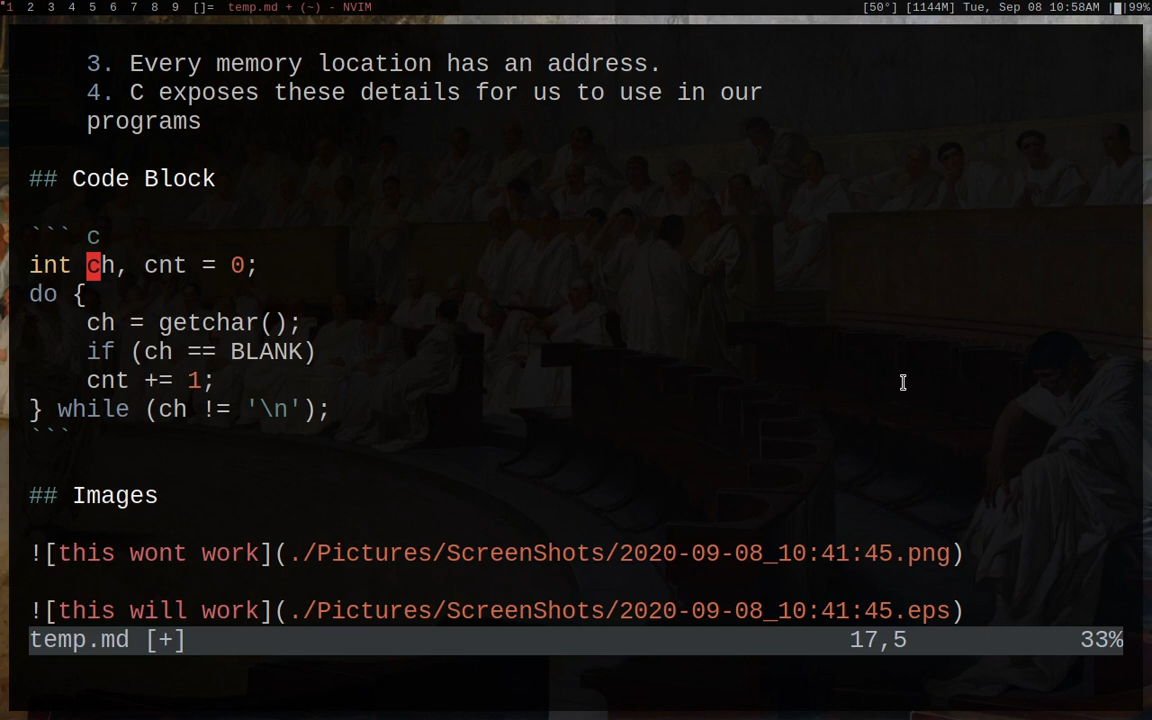 1 2 3 4 5 6 7 8 9 []= temp.md + (~) - NVIM [50°] [1144M] Tue, Sep 08 10:58AM 99%
3. Every memory location has an address.
4. C exposes these details for us to use in our
programs
## Code Block
``` c
int ch, cnt = 0;
do {
ch = getchar();
if (ch == BLANK)
cnt += 1;
} while (ch != '\n');
```
## Images
![this wont work](./Pictures/ScreenShots/2020-09-08_10:41:45.png)
![this will work](./Pictures/ScreenShots/2020-09-08_10:41:45.eps)
temp.md [+] 17,5 33%